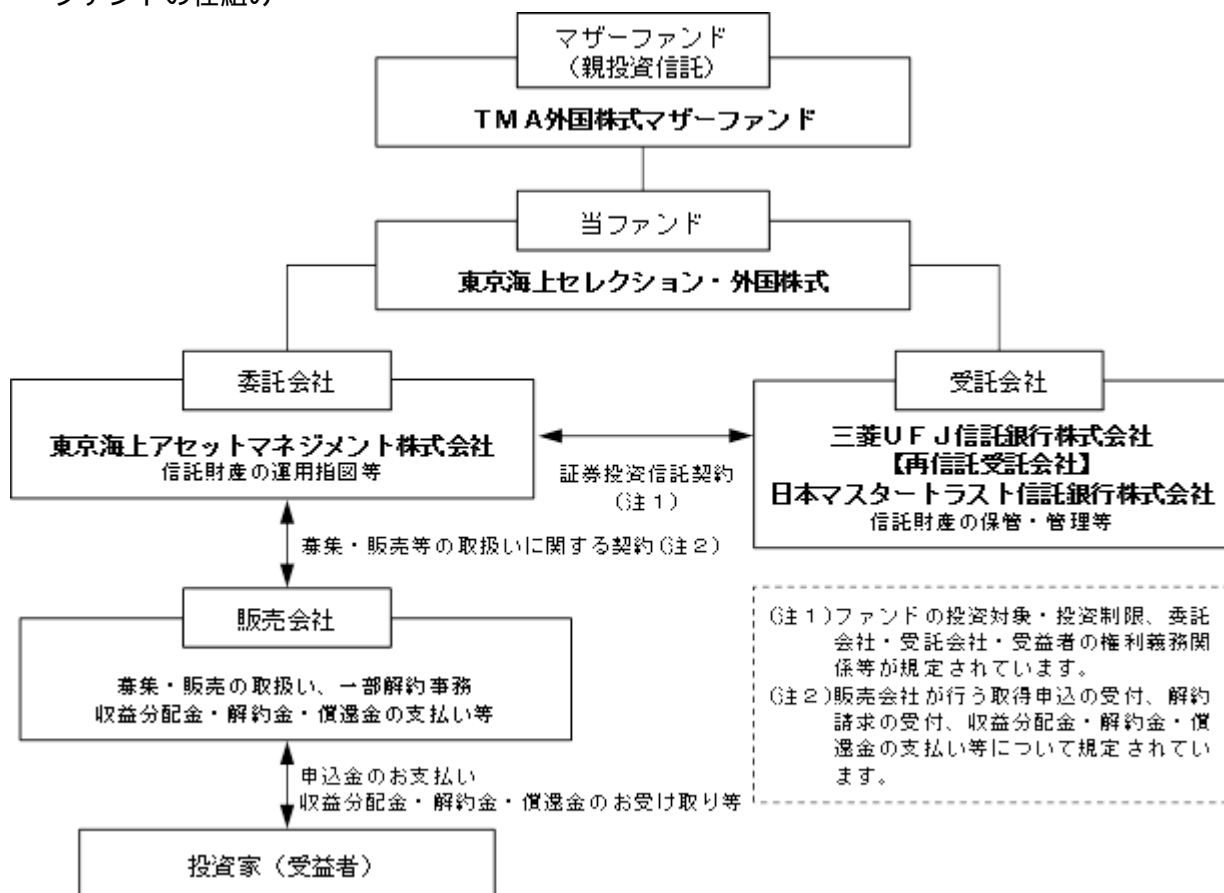 ファンドの仕組み
マザーファンド
(親投資信託)
TMA外国株式マザーファンド
当ファンド
東京海上セレクション・外国株式
委託会社
東京海上アセットマネジメント株式会社
信託財産の運用指図等
証券投資信託契約
(注1)
受託会社
三菱UFJ信託銀行株式会社
【再信託受託会社】
日本マスタートラスト信託銀行株式会社
信託財産の保管・管理等
募集・販売等の取扱いに関する契約(注2)
販売会社
募集・販売の取扱い、一部解約事務
収益分配金・解約金・償還金の支払い等
(注1)ファンドの投資対象・投資制限、委託
会社・受託会社・受益者の権利義務関
係等が規定されています。
(注2)販売会社が行う取得申込の受付、解約
請求の受付、収益分配金・解約金・償
還金の支払い等について規定されてい
ます。
申込金のお支払い
収益分配金・解約金・償還金のお受け取り等
投資家(受益者)